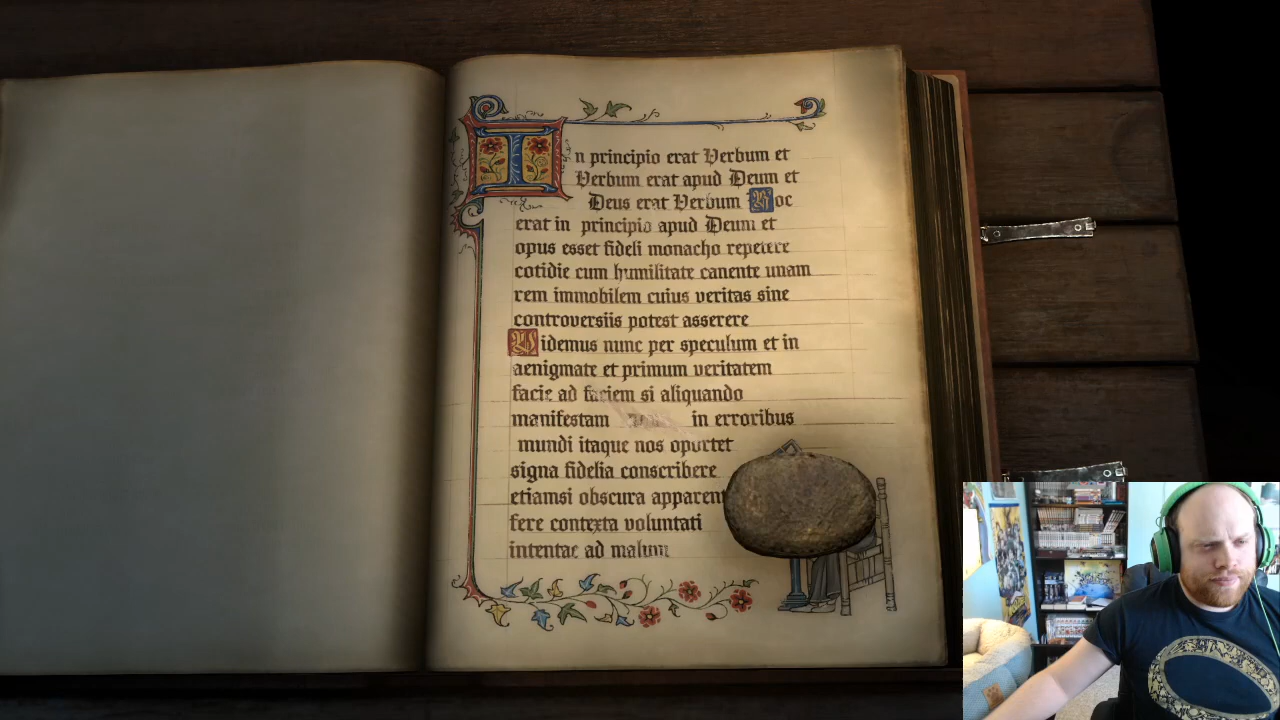 In principio erat Verbum et
Verbum erat apud Deum et
Deus erat Verbum Hoc
erat in principio apud Deum et
opus esset fideli monacho repetere
cotidie cum humilitate canente unam
rem immobilem cuius veritas sine
controversiis potest asserere
Videmus nunc per speculum et in
aenigmate et primum veritatem
facie ad faciem si aliquando
manifestam in erroribus
mundi itaque nos oportet
signa fidelia conscribere
etiamsi obscura apparent
fere contexta voluntati
intentae ad malum